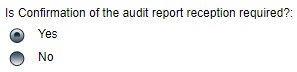 Is Confirmation of the audit report reception required?:
Yes
No